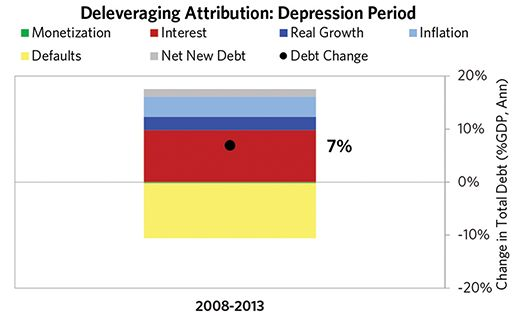 Deleveraging Attribution: Depression Period
Monetization Interest Real Growth Inflation
Defaults Net New Debt Debt Change
20%
10%
7%
0%
-10%
-20%
Change in Total Debt (%GDP, Ann)
2008-2013